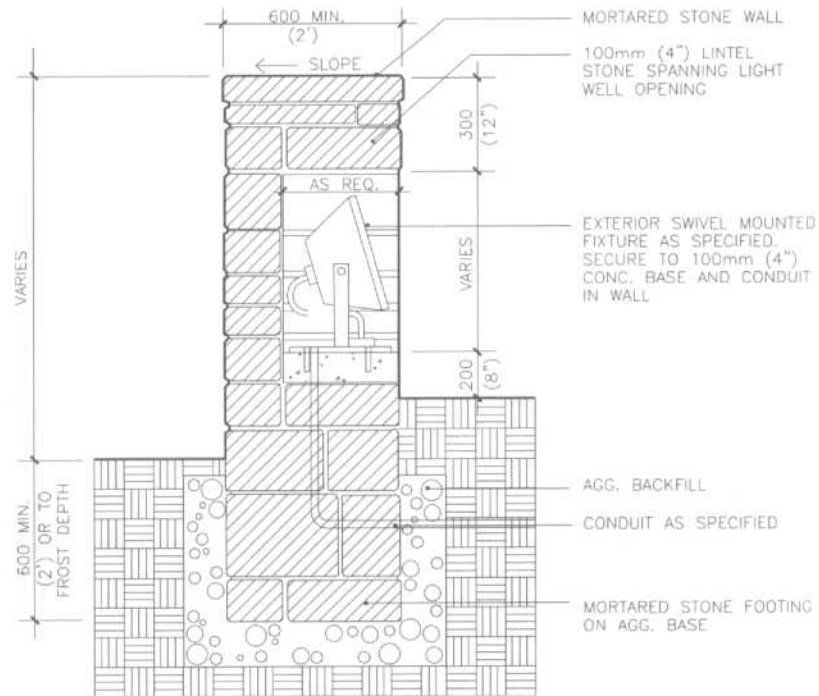 600 MIN.
(2')
← SLOPE
MORTARED STONE WALL
100mm (4") LINTEL
STONE SPANNING LIGHT
WELL OPENING
300
(12")
AS REQ.
EXTERIOR SWIVEL MOUNTED
FIXTURE AS SPECIFIED.
SECURE TO 100mm (4")
CONC. BASE AND CONDUIT
IN WALL
VARIES
VARIES
200
(8")
AGG. BACKFILL
CONDUIT AS SPECIFIED
600 MIN.
(2') OR TO
FROST DEPTH
MORTARED STONE FOOTING
ON AGG. BASE